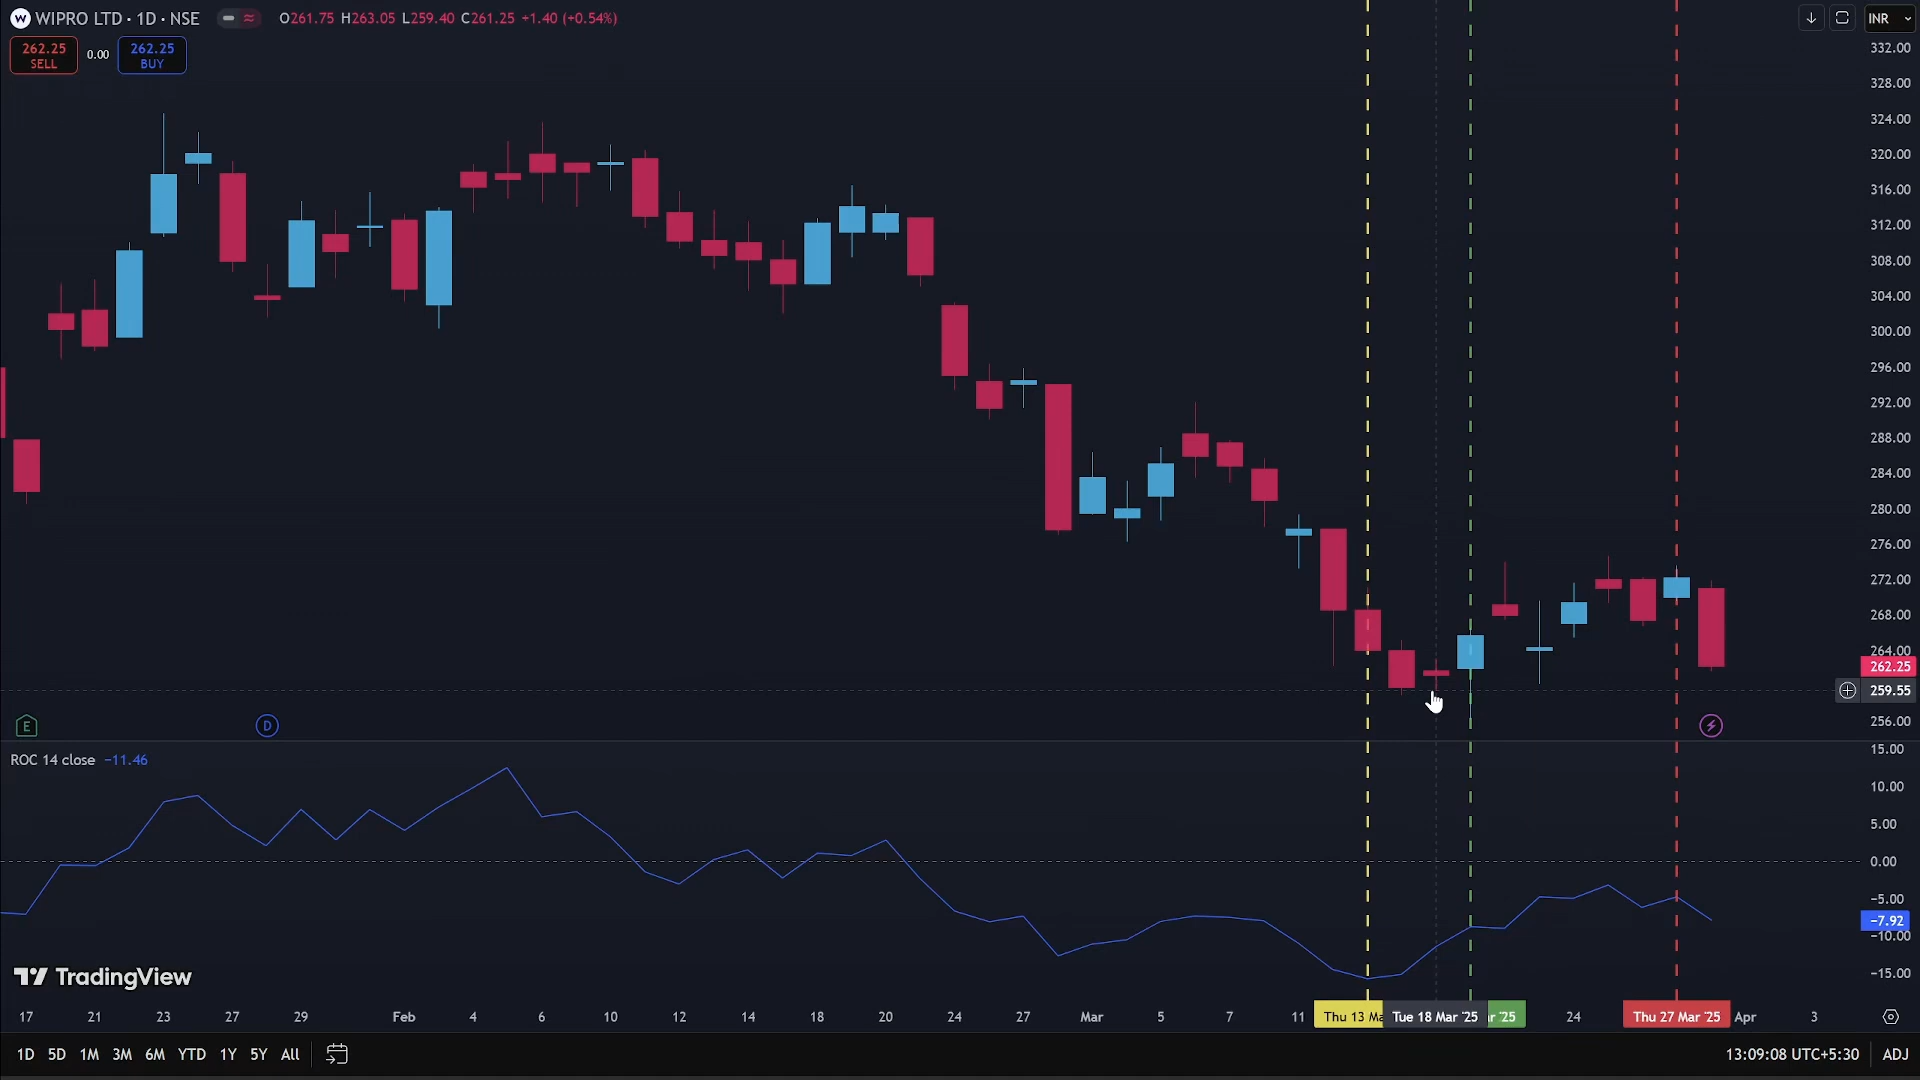 WIPRO LTD · 1D · NSE O261.75 H263.05 L259.40 C261.25 +1.40 (+0.54%)
INR
262.25
SELL
0.00
262.25
BUY
332.00
328.00
324.00
320.00
316.00
312.00
308.00
304.00
300.00
296.00
292.00
288.00
284.00
280.00
276.00
272.00
268.00
264.00
262.25
259.55
256.00
E
D
ROC 14 close −11.46
15.00
10.00
5.00
0.00
−5.00
−7.92
−10.00
−15.00
TradingView
17 21 23 27 29 Feb 4 6 10 12 14 18 20 24 27 Mar 5 7 11 Thu 13 Ma Tue 18 Mar '25 '25 24 Thu 27 Mar '25 Apr 3
1D 5D 1M 3M 6M YTD 1Y 5Y All
13:09:08 UTC+5:30 ADJ